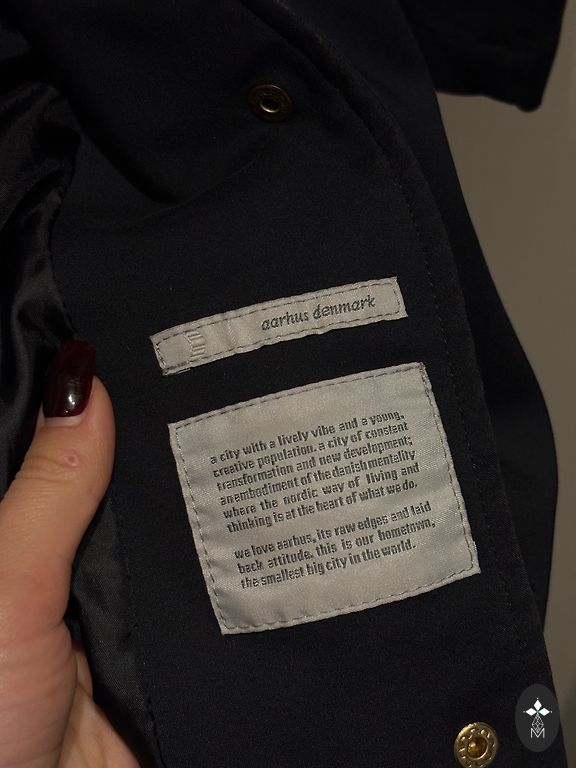 aarhus denmark
a city with a lively vibe and a young,
creative population. a city of constant
transformation and new development;
an embodiment of the danish mentality
where the nordic way of living and
thinking is at the heart of what we do.
we love aarhus, its raw edges and laid
back attitude. this is our hometown,
the smallest big city in the world.
M